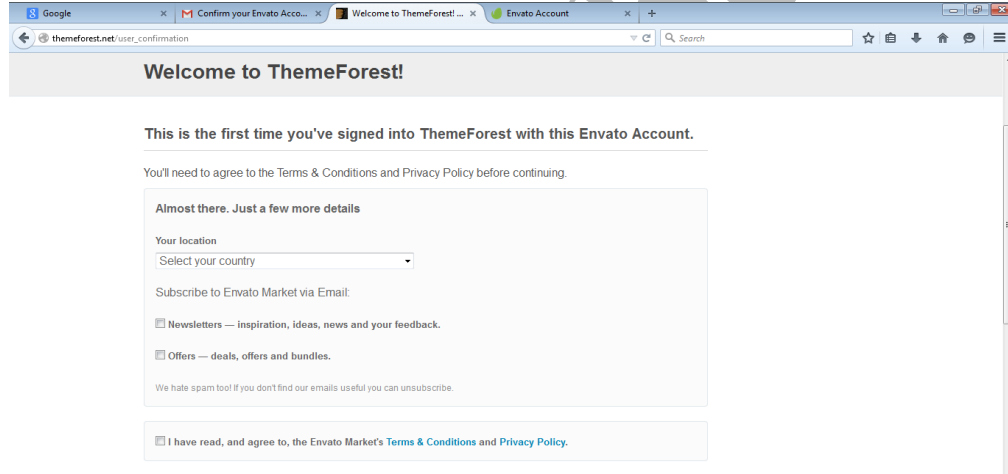 Google
Confirm your Envato Acco...
Welcome to ThemeForest! ...
Envato Account
themeforest.net/user_confirmation
Search
Welcome to ThemeForest!
This is the first time you've signed into ThemeForest with this Envato Account.
You'll need to agree to the Terms & Conditions and Privacy Policy before continuing.
Almost there. Just a few more details
Your location
Select your country
Subscribe to Envato Market via Email:
Newsletters — inspiration, ideas, news and your feedback.
Offers — deals, offers and bundles.
We hate spam too! If you don't find our emails useful you can unsubscribe.
I have read, and agree to, the Envato Market's Terms & Conditions and Privacy Policy.